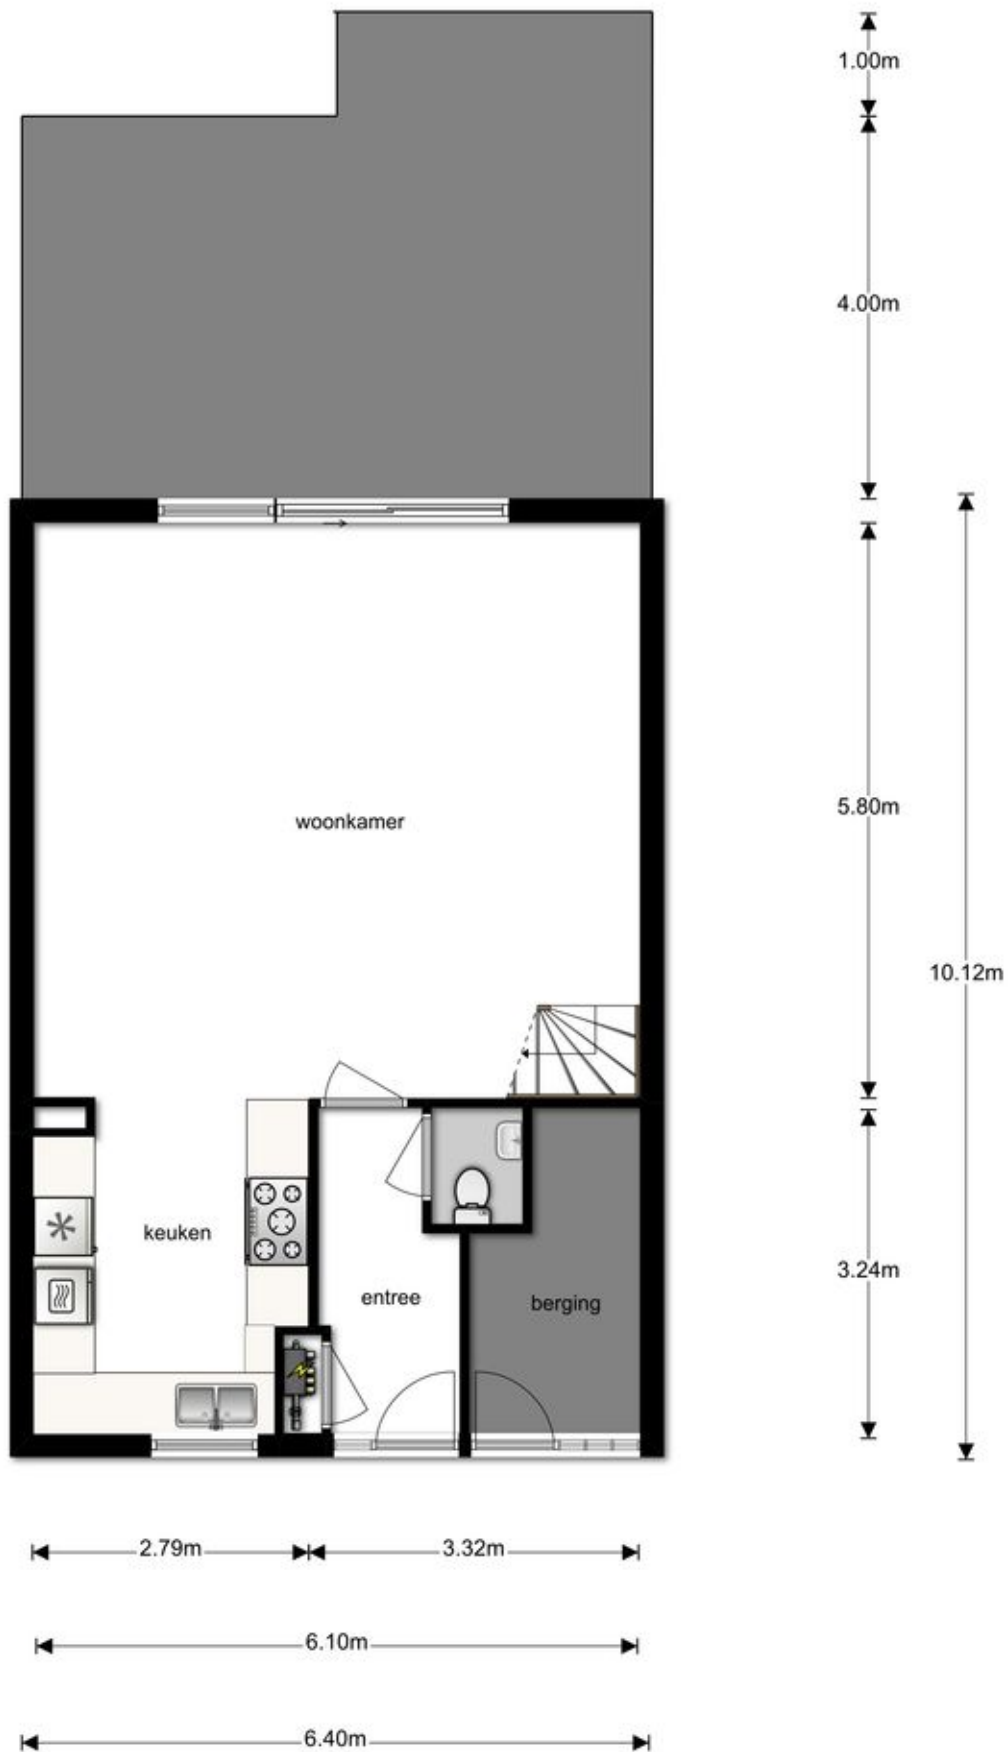 1.00m
4.00m
5.80m
woonkamer
10.12m
keuken
3.24m
entree
berging
2.79m
3.32m
6.10m
6.40m